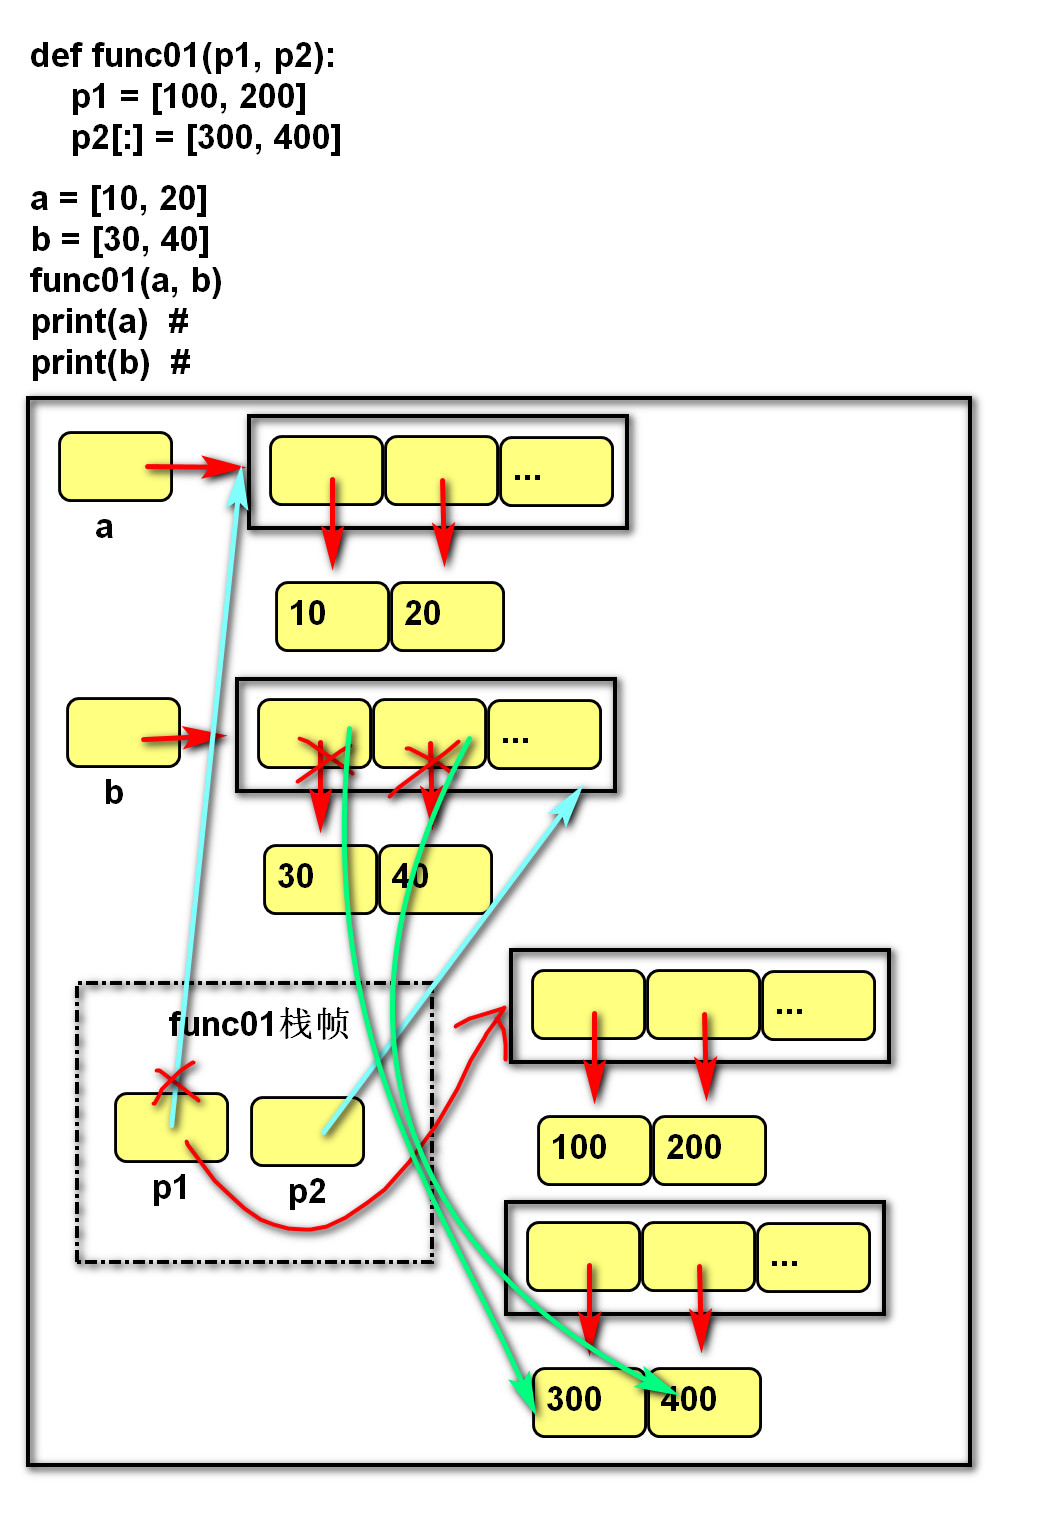 def func01(p1, p2):
    p1 = [100, 200]
    p2[:] = [300, 400]
a = [10, 20]
b = [30, 40]
func01(a, b)
print(a)  #
print(b)  #
...
a
10 20
...
b
30 40
func01栈帧
...
p1 p2
100 200
...
300 400